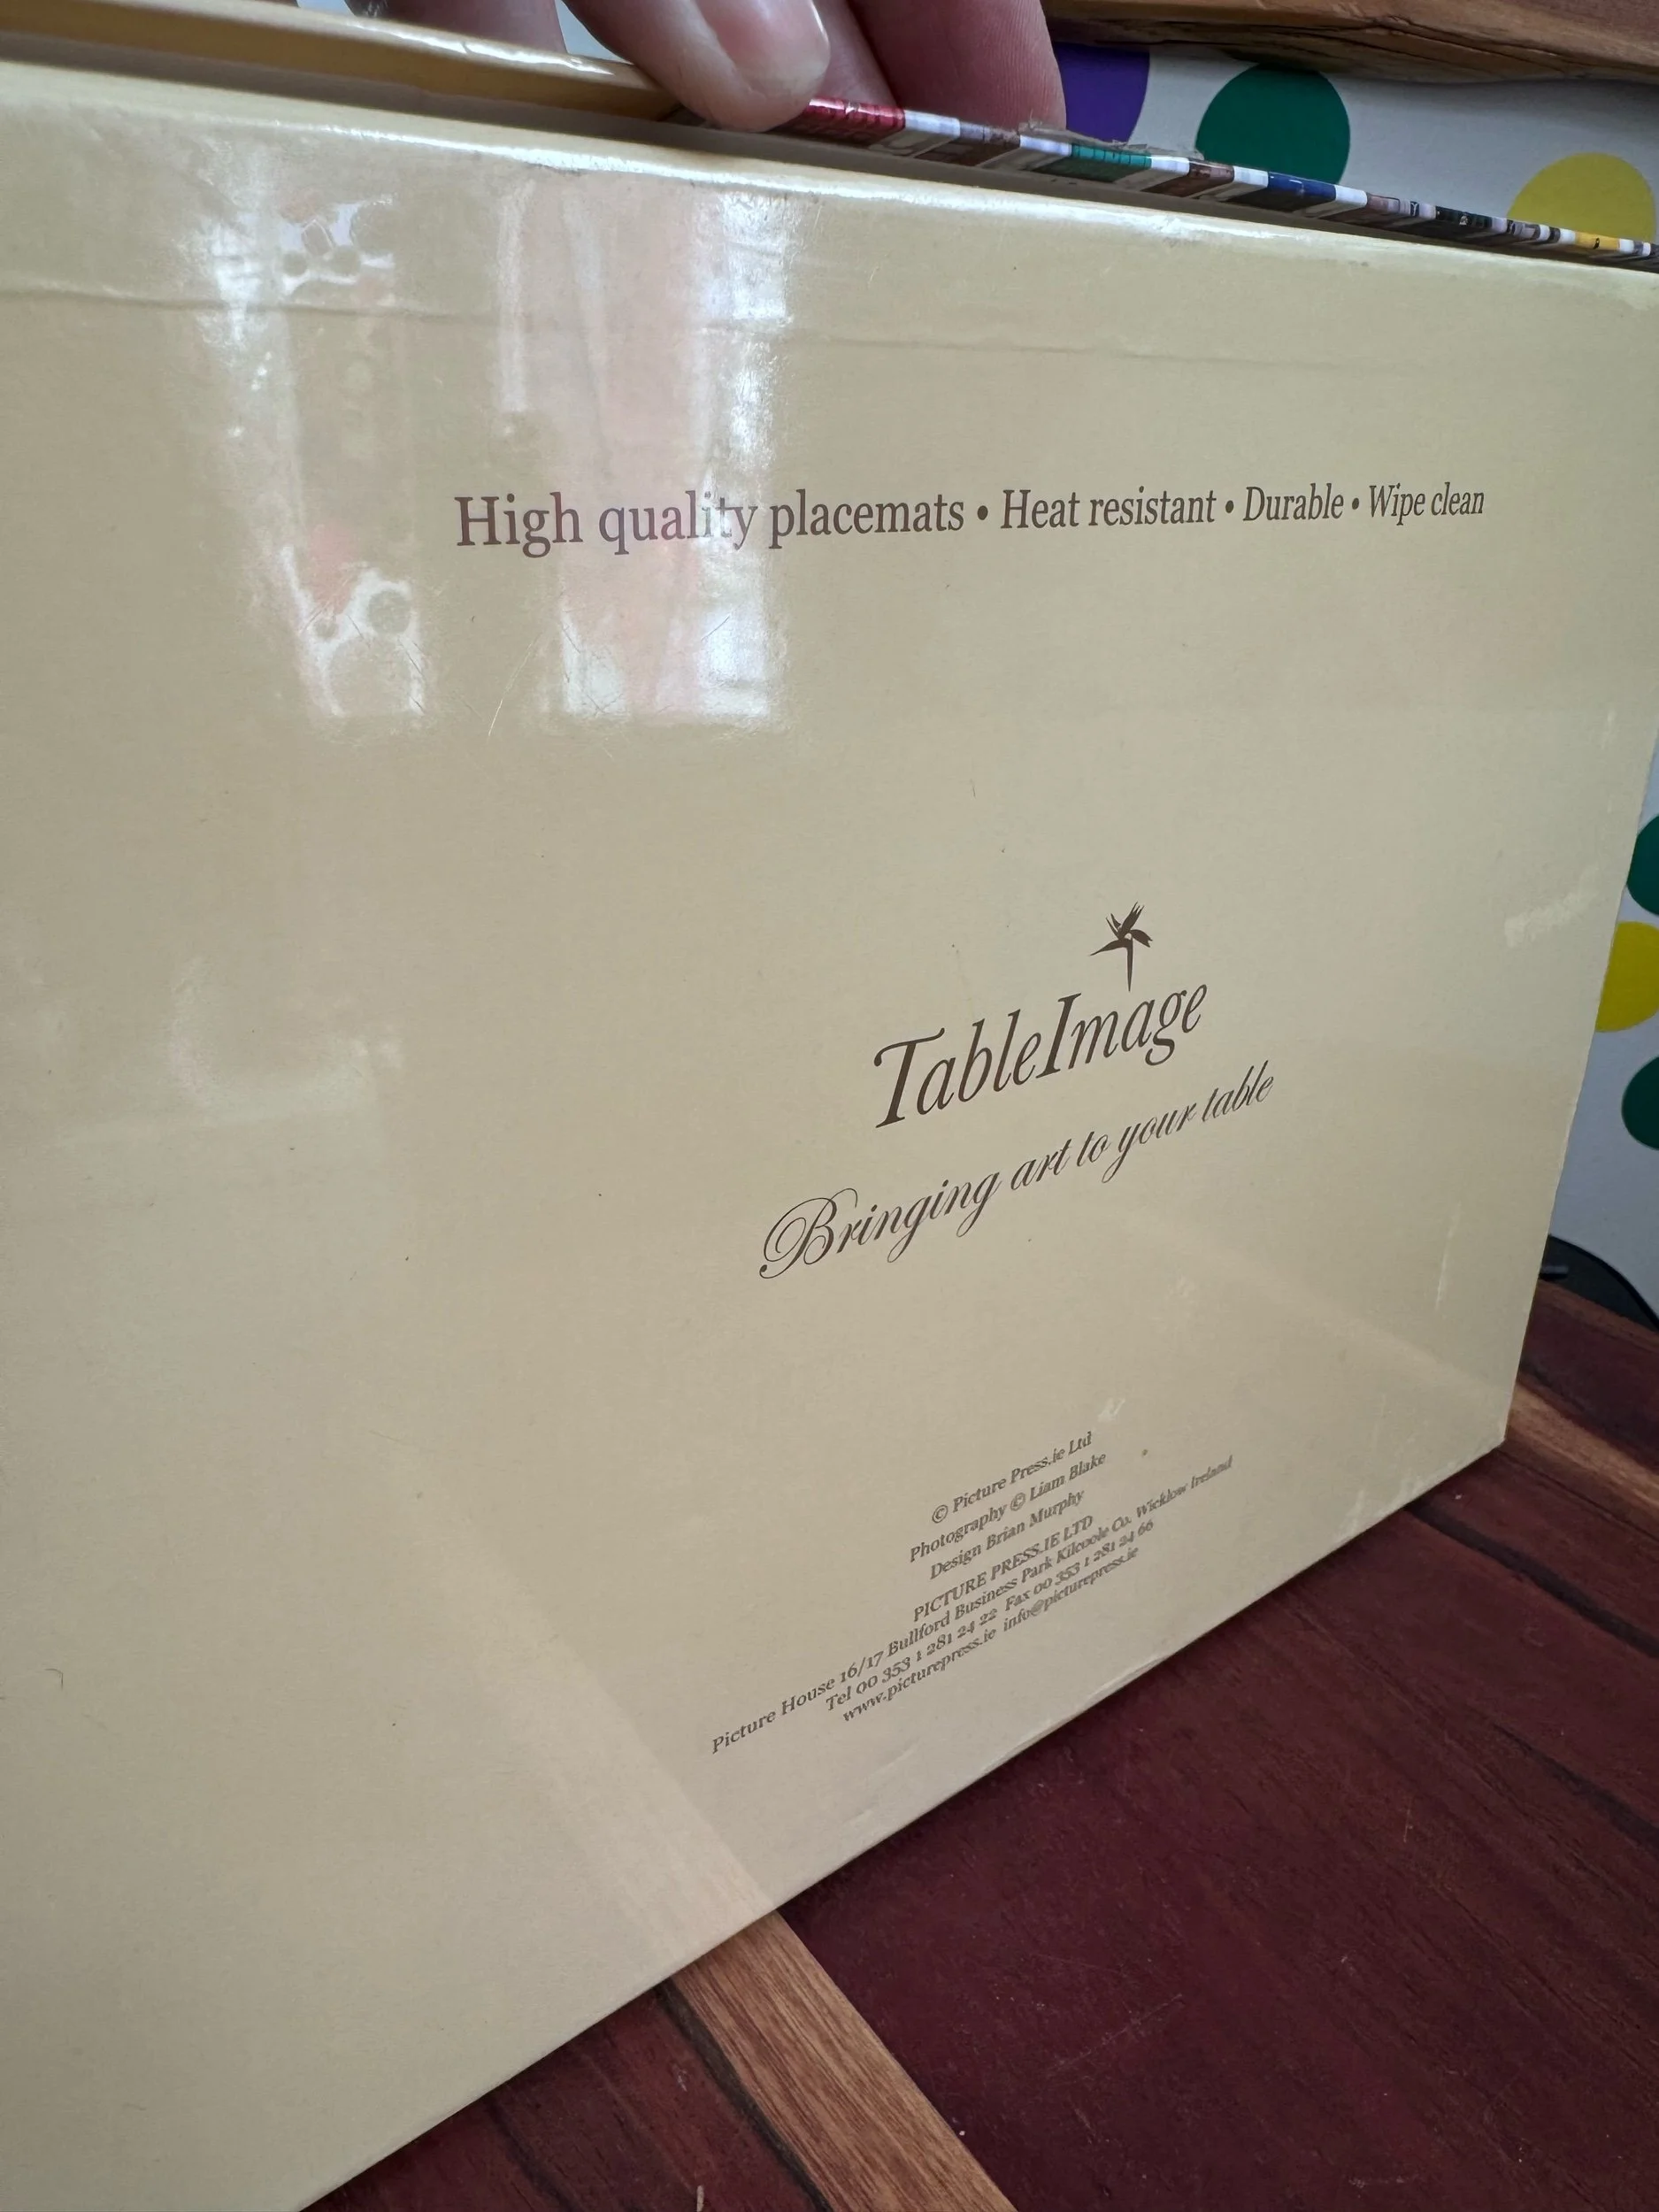 High quality placemats • Heat resistant • Durable • Wipe clean
TableImage
Bringing art to your table
© Picture Press.ie Ltd
Photography © Liam Blake
Design Brian Murphy
PICTURE PRESS.IE LTD
Picture House 16/17 Bullford Business Park Kilcoole Co. Wicklow Ireland
Tel 00 353 1 281 24 22 Fax 00 353 1 281 24 66
www.picturepress.ie info@picturepress.ie